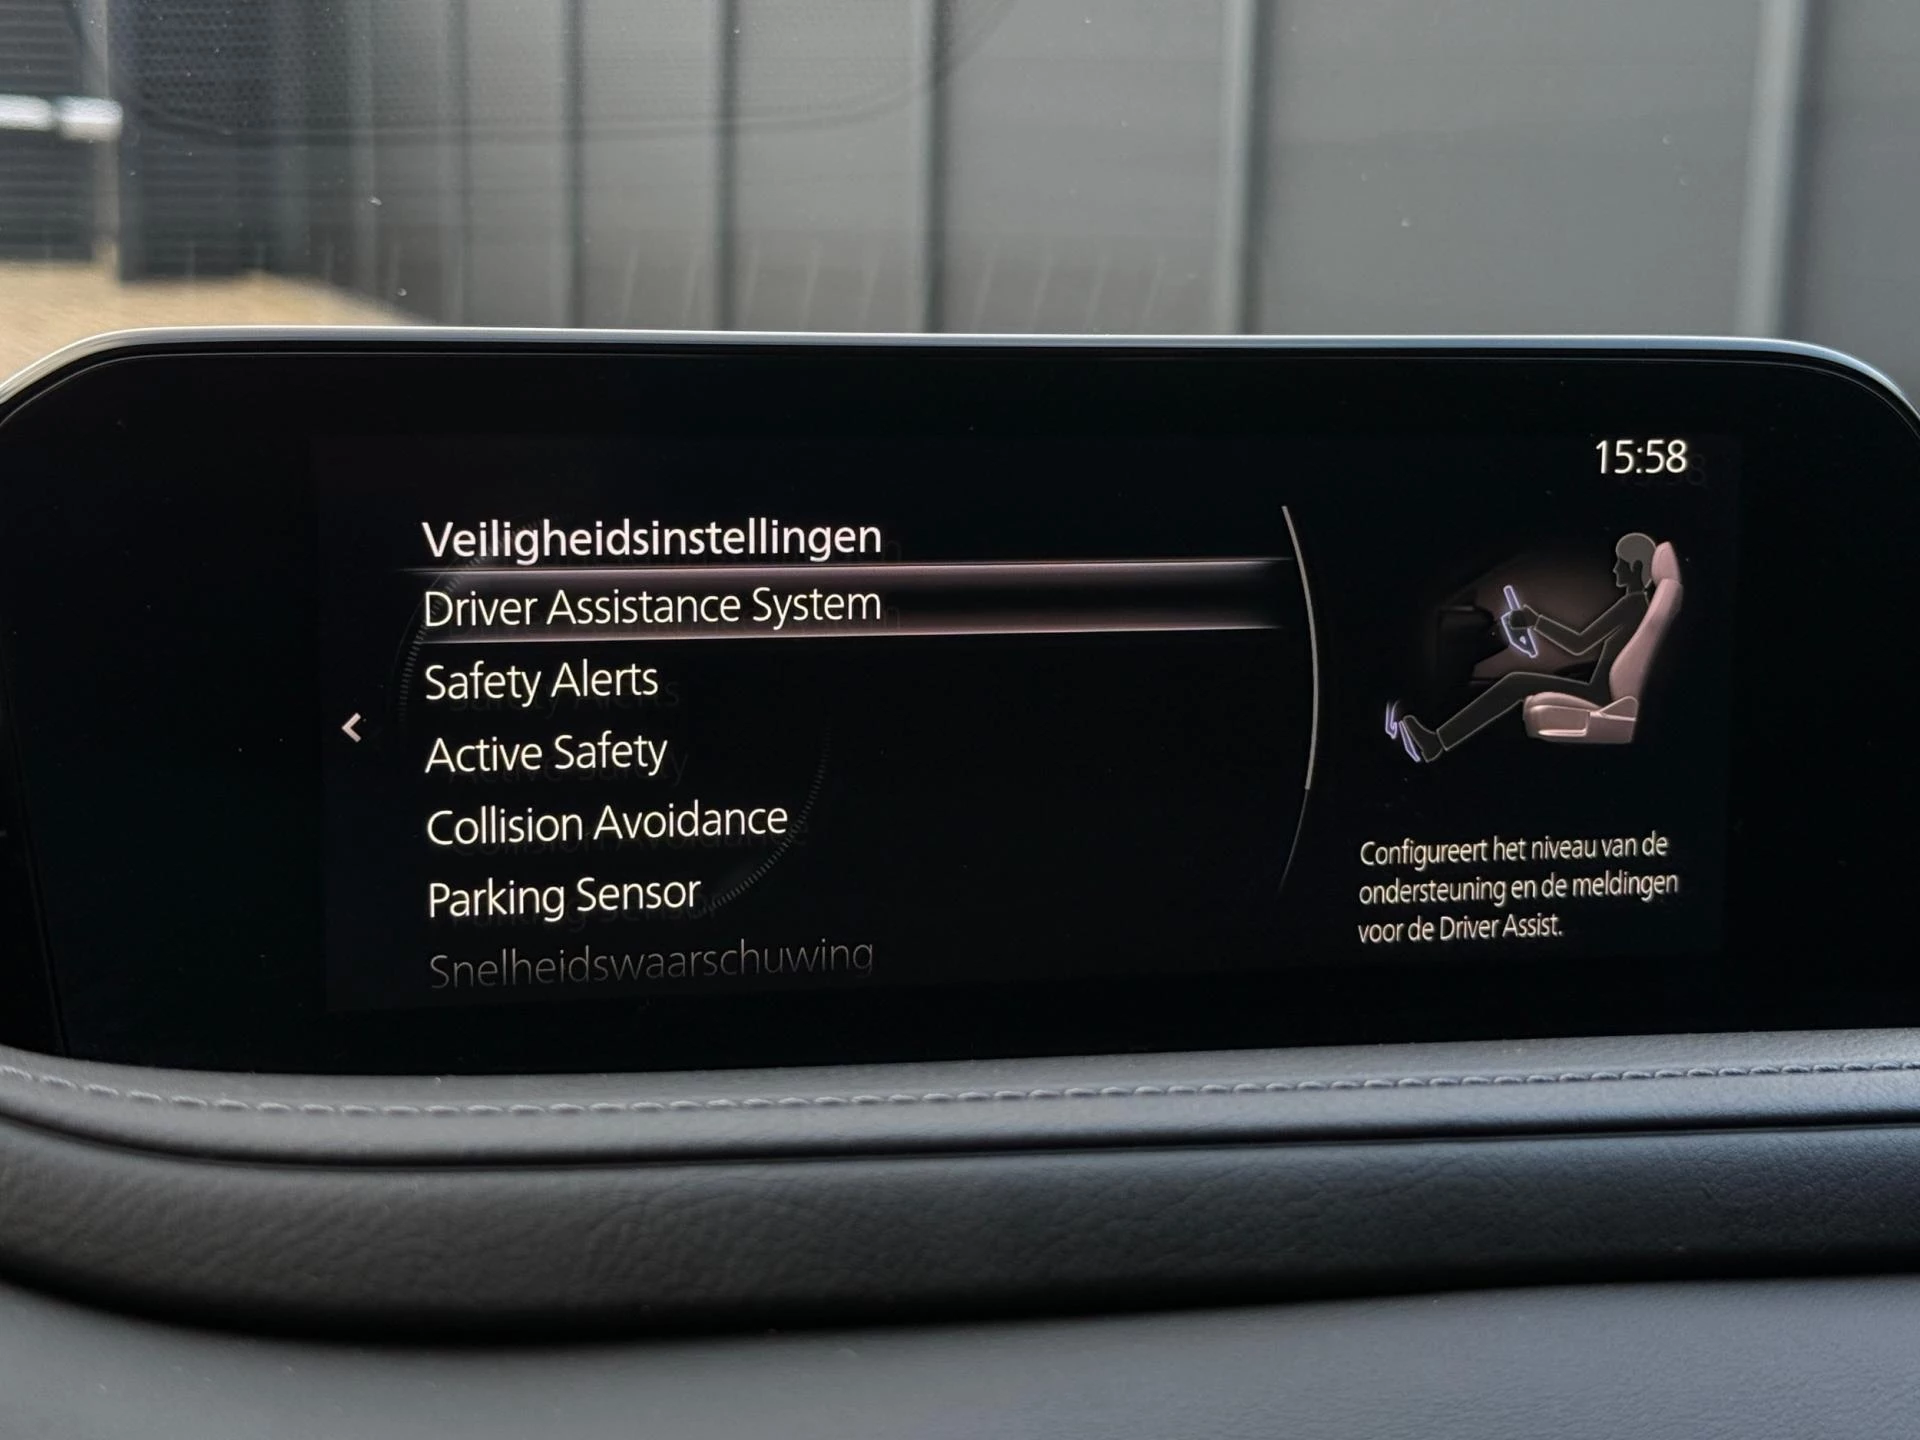 15:58
Veiligheidsinstellingen
Driver Assistance System
Safety Alerts
Active Safety
Collision Avoidance
Parking Sensor
Snelheidswaarschuwing
Configureert het niveau van de
ondersteuning en de meldingen
voor de Driver Assist.